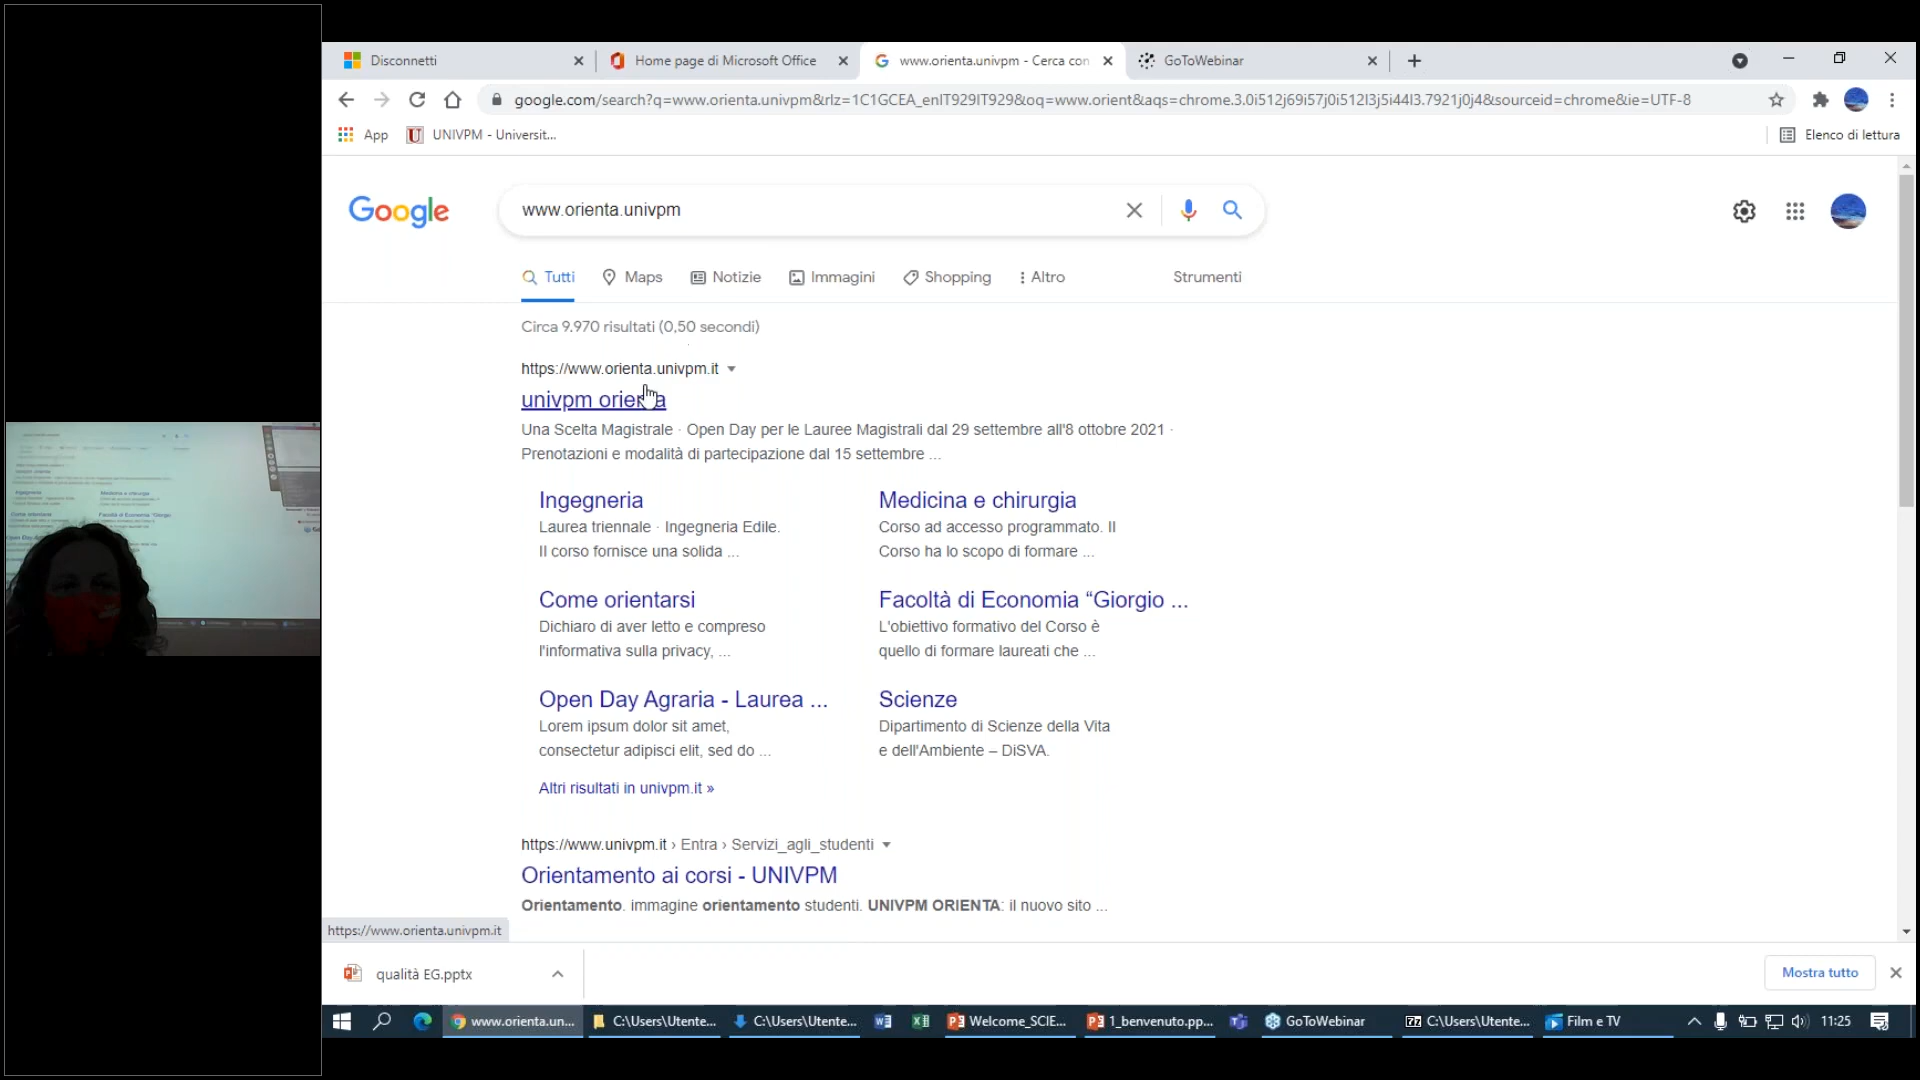 Disconnetti
Home page di Microsoft Office
www.orienta.univpm - Cerca con
GoToWebinar
google.com/search?q=www.orienta.univpm&rlz=1C1GCEA_enIT929IT929&oq=www.orient&aqs=chrome.3.0i512j69i57j0i512l3j5i44l3.7921j0j4&sourceid=chrome&ie=UTF-8
App
UNIVPM - Universit...
Elenco di lettura
Google
www.orienta.univpm
Tutti
Maps
Notizie
Immagini
Shopping
Altro
Strumenti
Circa 9.970 risultati (0,50 secondi)
https://www.orienta.univpm.it
univpm orienta
Una Scelta Magistrale · Open Day per le Lauree Magistrali dal 29 settembre all'8 ottobre 2021 ·
Prenotazioni e modalità di partecipazione dal 15 settembre ...
Ingegneria
Laurea triennale · Ingegneria Edile.
Il corso fornisce una solida ...
Medicina e chirurgia
Corso ad accesso programmato. Il
Corso ha lo scopo di formare ...
Come orientarsi
Dichiaro di aver letto e compreso
l'informativa sulla privacy, ...
Facoltà di Economia “Giorgio ...
L'obiettivo formativo del Corso è
quello di formare laureati che ...
Open Day Agraria - Laurea ...
Lorem ipsum dolor sit amet,
consectetur adipisci elit, sed do ...
Scienze
Dipartimento di Scienze della Vita
e dell'Ambiente – DiSVA.
Altri risultati in univpm.it »
https://www.univpm.it › Entra › Servizi_agli_studenti
Orientamento ai corsi - UNIVPM
Orientamento. immagine orientamento studenti. UNIVPM ORIENTA: il nuovo sito ...
https://www.orienta.univpm.it
qualità EG.pptx
Mostra tutto
www.orienta.un...
C:\Users\Utente...
C:\Users\Utente...
Welcome_SCIE...
1_benvenuto.pp...
GoToWebinar
C:\Users\Utente...
Film e TV
11:25